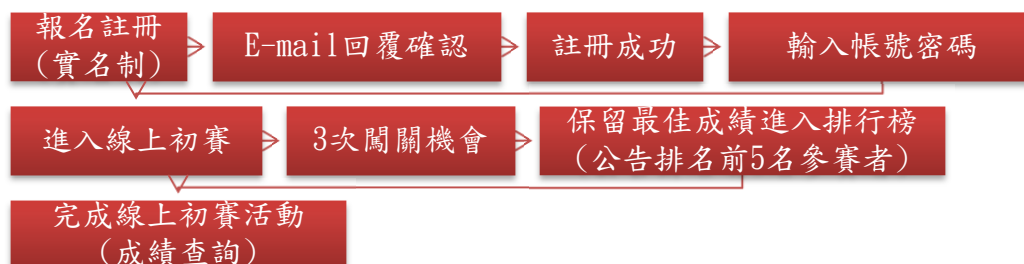 報名註冊
(實名制)
E-mail回覆確認
註冊成功
輸入帳號密碼
進入線上初賽
3次闖關機會
保留最佳成績進入排行榜
(公告排名前5名參賽者)
完成線上初賽活動
(成績查詢)